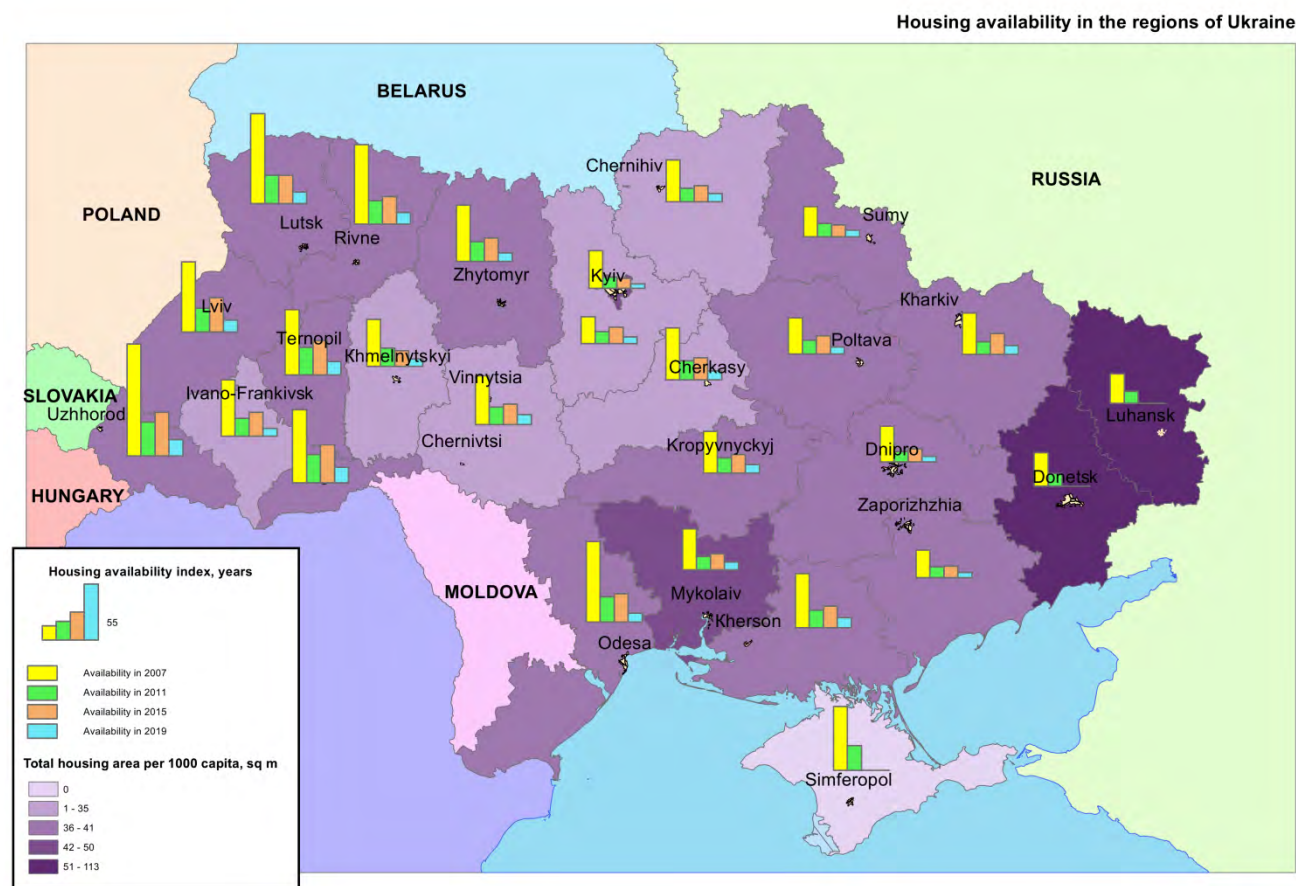 Housing availability in the regions of Ukraine
BELARUS
Chernihiv
RUSSIA
POLAND
Sumy
Lutsk
Rivne
Kyiv
Zhytomyr
Lviv
Kharkiv
Ternopil
Poltava
Khmelnytskyi
Cherkasy
Vinnytsia
SLOVAKIA
Ivano-Frankivsk
Uzhhorod
Luhansk
Chernivtsi
Kropyvnyckyj
Dnipro
Donetsk
HUNGARY
Zaporizhzhia
MOLDOVA
Mykolaiv
Kherson
Odesa
Simferopol
Housing availability index, years
55
Availability in 2007
Availability in 2011
Availability in 2015
Availability in 2019
Total housing area per 1000 capita, sq m
0
1 - 35
36 - 41
42 - 50
51 - 113